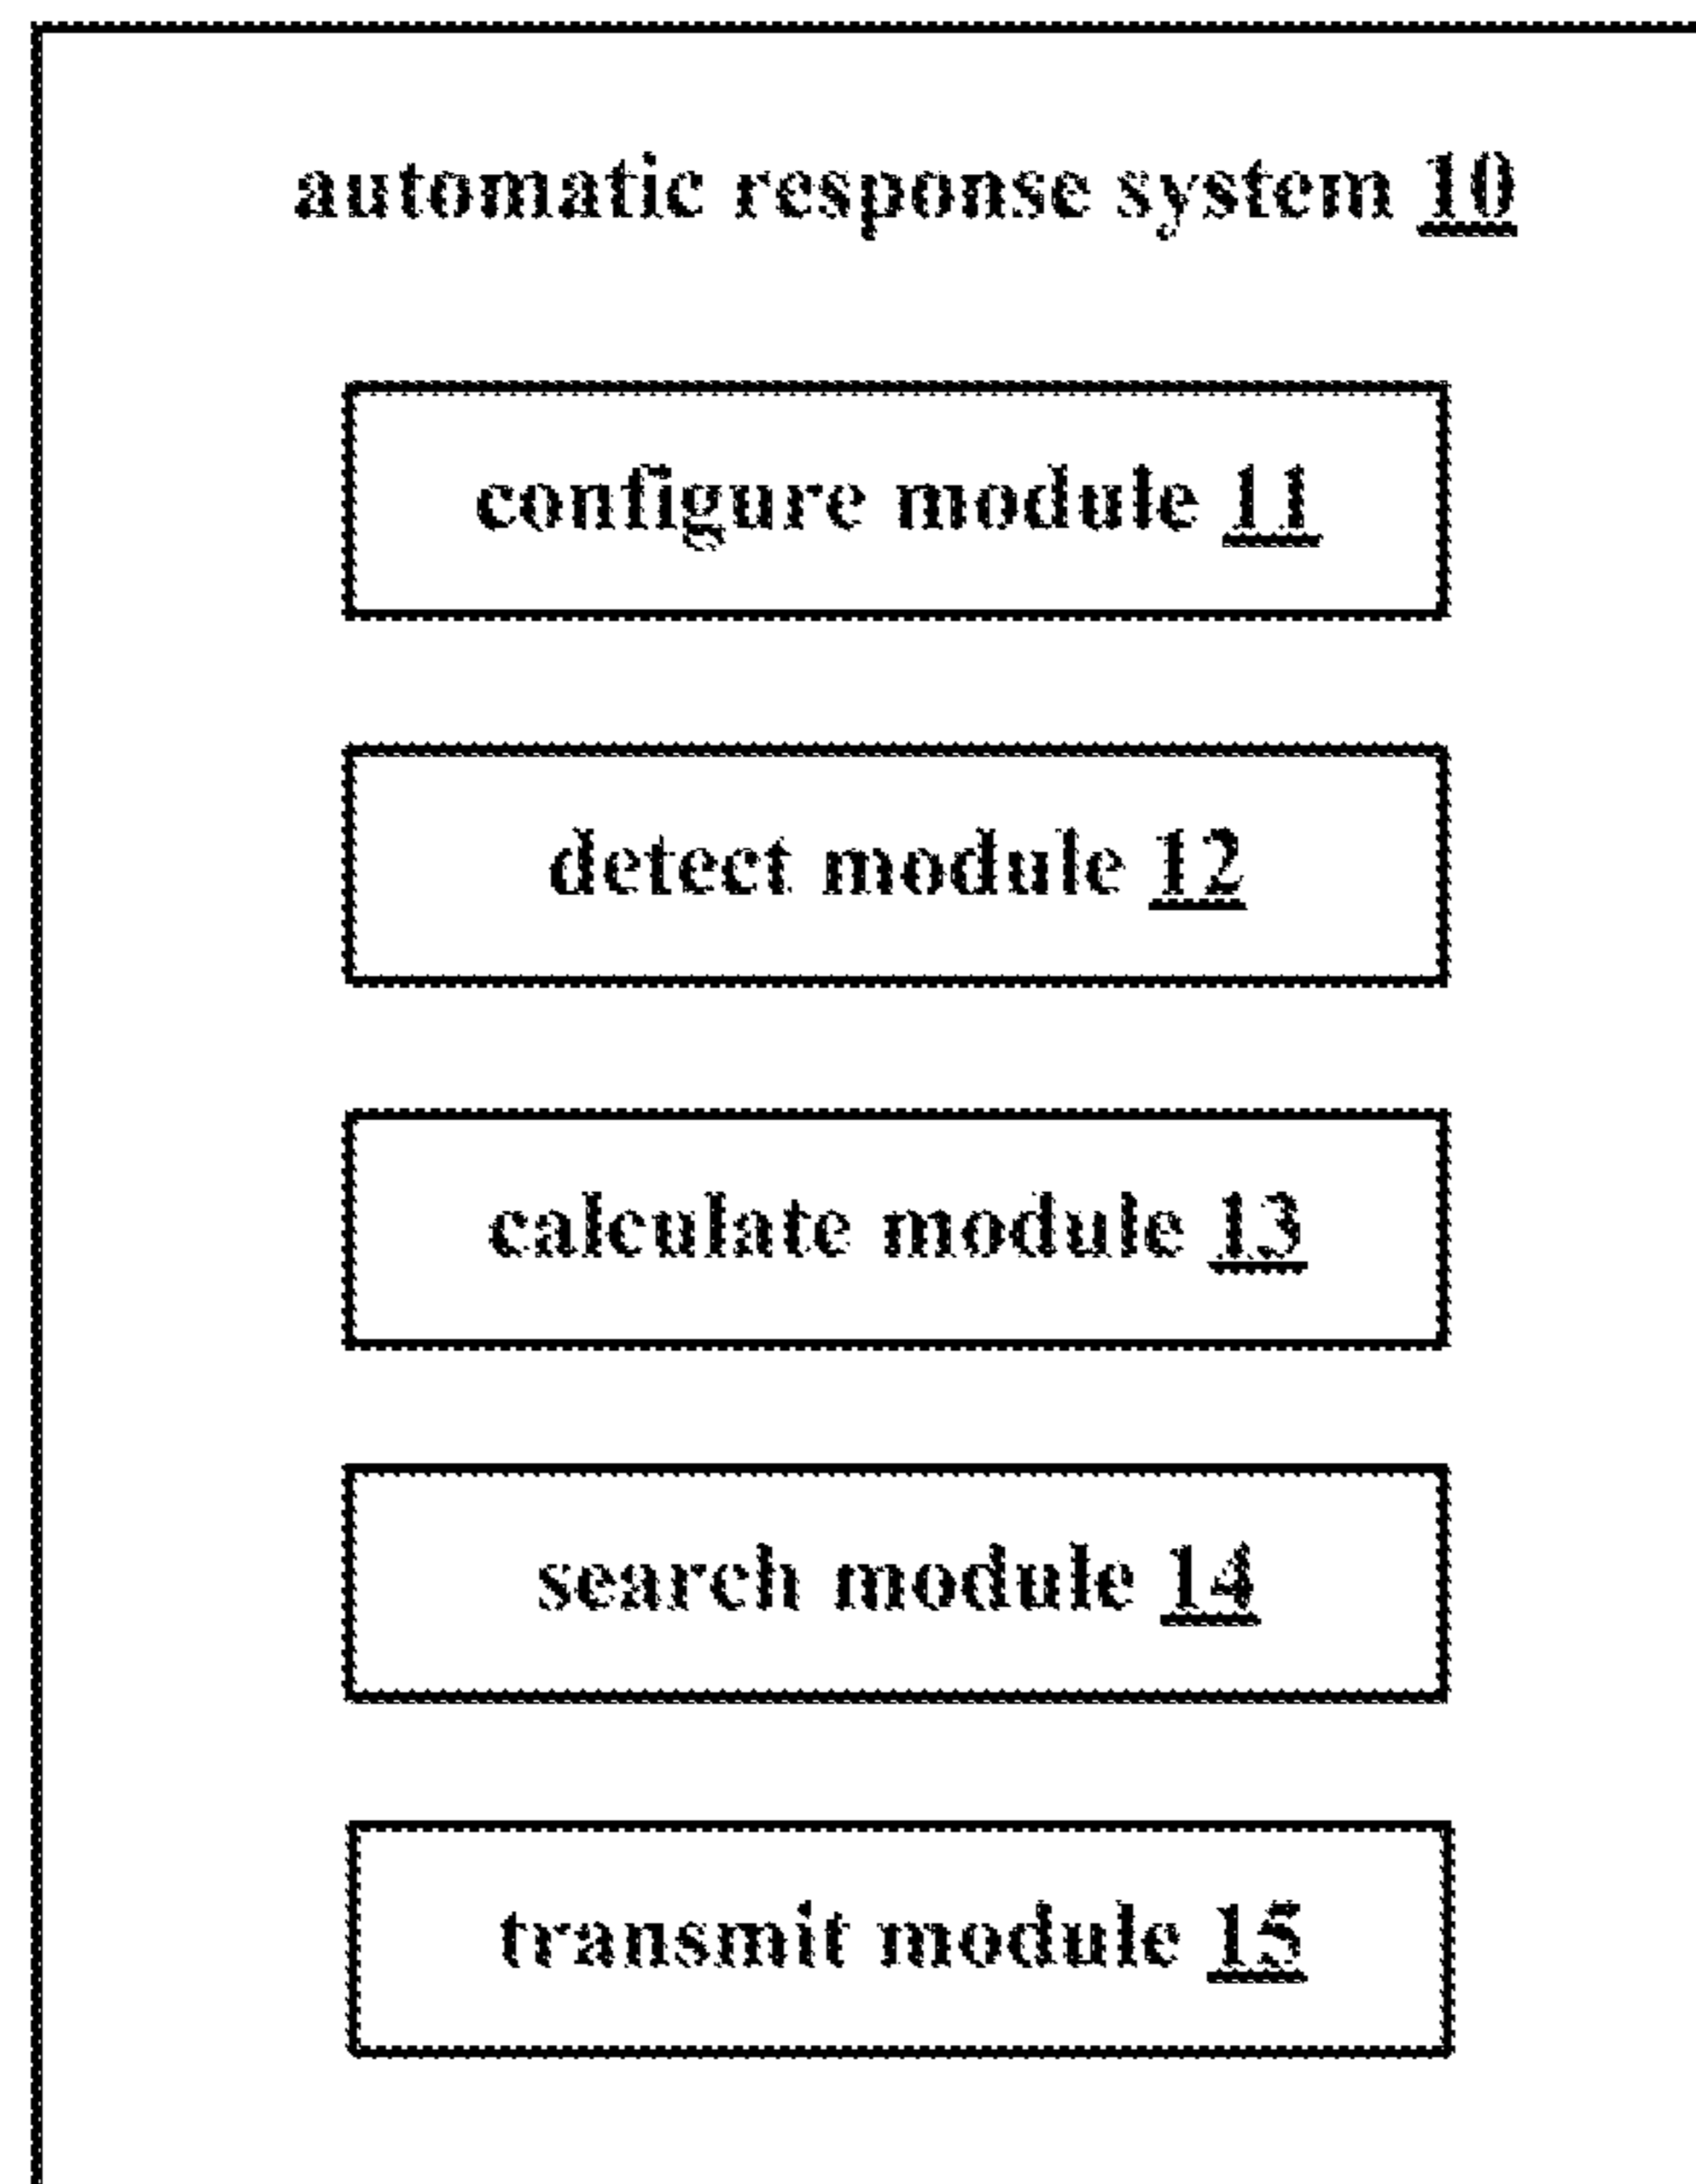 automatic response system 10
configure module 11
detect module 12
calculate module 13
search module 14
transmit module 15